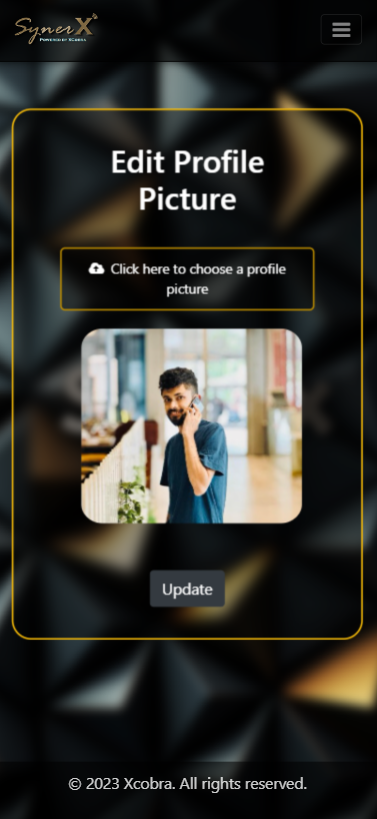 SynerX
Powered by XCobra
Edit Profile
Picture
Click here to choose a profile
picture
Update
© 2023 Xcobra. All rights reserved.